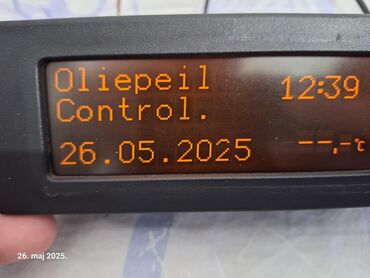 Oliepeil
12:39
Control.
26.05.2025
--.-°C
26. maj 2025.